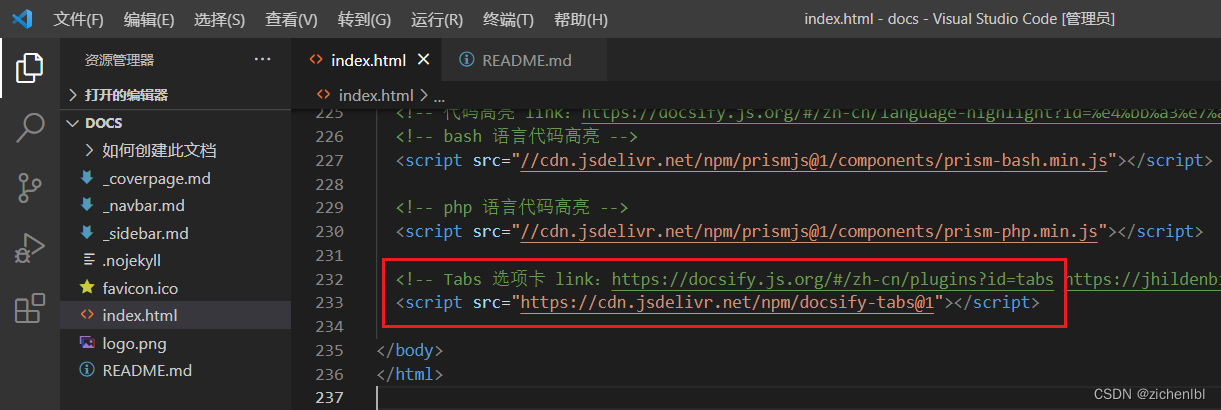 文件(F) 编辑(E) 选择(S) 查看(V) 转到(G) 运行(R) 终端(T) 帮助(H) index.html - docs - Visual Studio Code [管理员]
资源管理器 ...
index.html
README.md
打开的编辑器
index.html > ...
DOCS
如何创建此文档
_coverpage.md
_navbar.md
_sidebar.md
.nojekyll
favicon.ico
index.html
logo.png
README.md
225 <!-- 代码高亮 link：https://docsify.js.org/#/zh-cn/language-highlight?id=%e4%bb%a3%e7%a
226 <!-- bash 语言代码高亮 -->
227 <script src="//cdn.jsdelivr.net/npm/prismjs@1/components/prism-bash.min.js"></script>
228
229 <!-- php 语言代码高亮 -->
230 <script src="//cdn.jsdelivr.net/npm/prismjs@1/components/prism-php.min.js"></script>
231
232 <!-- Tabs 选项卡 link：https://docsify.js.org/#/zh-cn/plugins?id=tabs https://jhildenbi
233 <script src="https://cdn.jsdelivr.net/npm/docsify-tabs@1"></script>
234
235 </body>
236 </html>
237
CSDN @zichenlbl